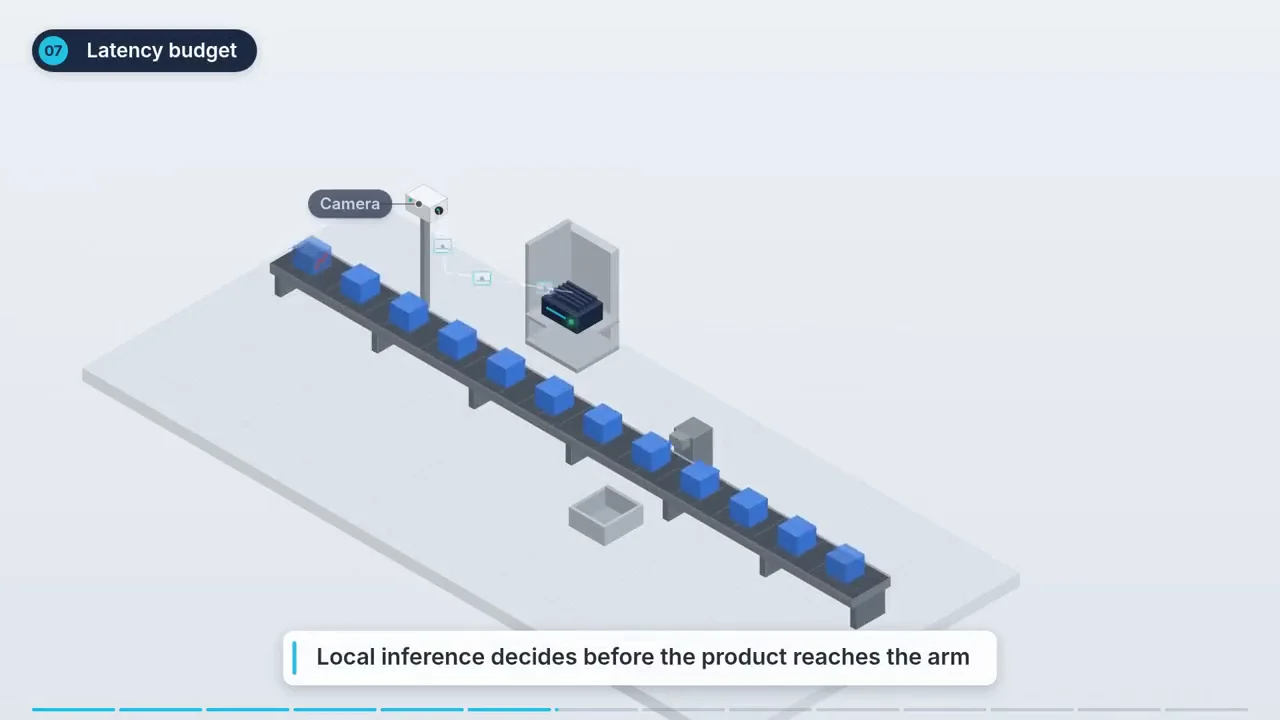 07 Latency budget
Camera
Local inference decides before the product reaches the arm